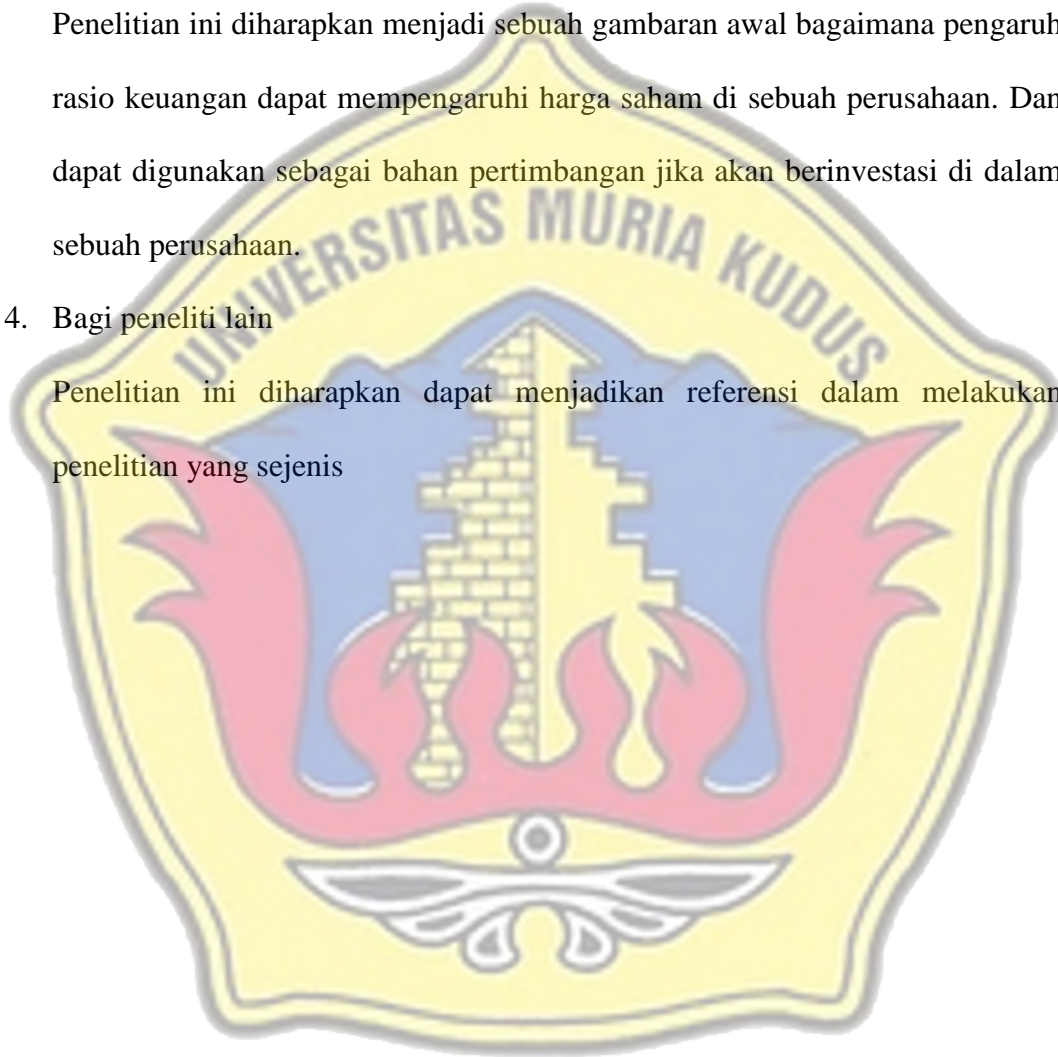 Penelitian ini diharapkan menjadi sebuah gambaran awal bagaimana pengaruh
rasio keuangan dapat mempengaruhi harga saham di sebuah perusahaan. Dan
dapat digunakan sebagai bahan pertimbangan jika akan berinvestasi di dalam
sebuah perusahaan.
UNIVERSITAS MURIA KUDUS
4. Bagi peneliti lain
Penelitian ini diharapkan dapat menjadikan referensi dalam melakukan
penelitian yang sejenis